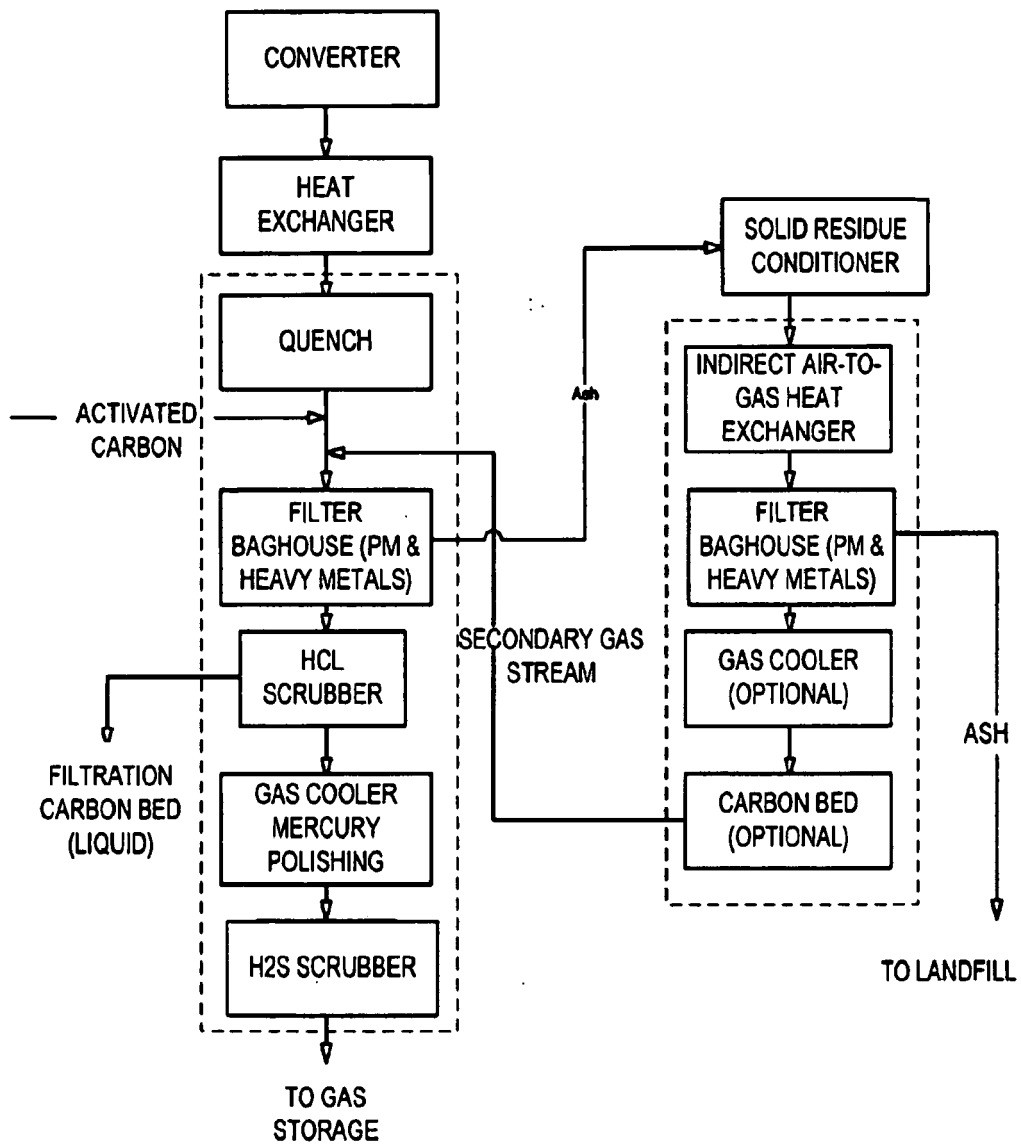 CONVERTER
HEAT
EXCHANGER
QUENCH
ACTIVATED
CARBON
FILTER
BAGHOUSE (PM &
HEAVY METALS)
HCL
SCRUBBER
FILTRATION
CARBON BED
(LIQUID)
GAS COOLER
MERCURY
POLISHING
H2S SCRUBBER
TO GAS
STORAGE
Ash
SECONDARY GAS
STREAM
SOLID RESIDUE
CONDITIONER
INDIRECT AIR-TO-
GAS HEAT
EXCHANGER
FILTER
BAGHOUSE (PM &
HEAVY METALS)
GAS COOLER
(OPTIONAL)
CARBON BED
(OPTIONAL)
ASH
TO LANDFILL